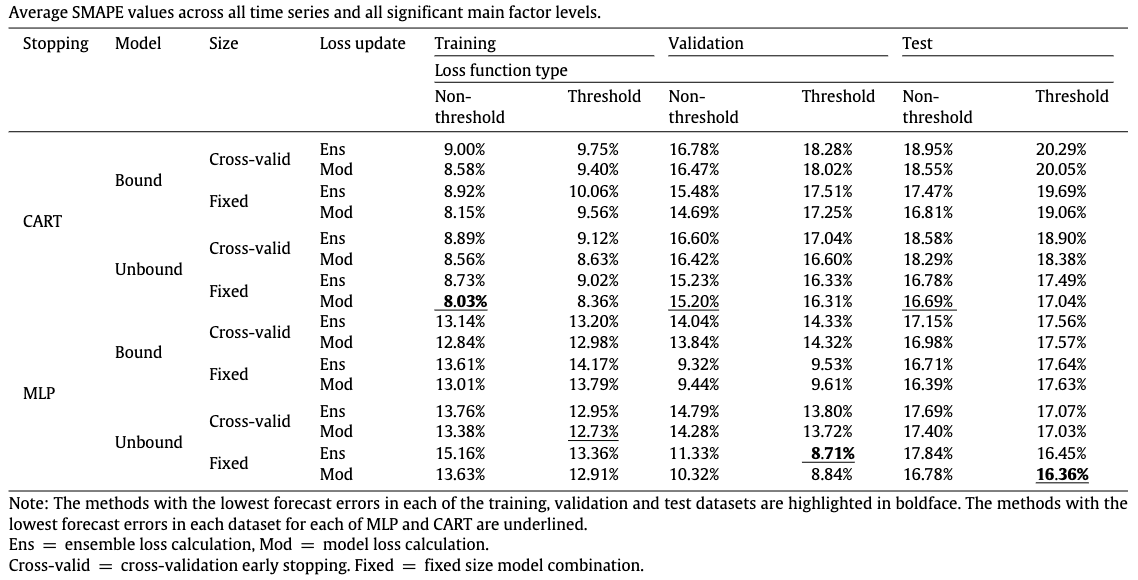 Average SMAPE values across all time series and all significant main factor levels.
Stopping Model Size Loss update Training Validation Test
Loss function type
Non-threshold Threshold Non-threshold Threshold Non-threshold Threshold
CART Bound Cross-valid Ens 9.00% 9.75% 16.78% 18.28% 18.95% 20.29%
Mod 8.58% 9.40% 16.47% 18.02% 18.55% 20.05%
Fixed Ens 8.92% 10.06% 15.48% 17.51% 17.47% 19.69%
Mod 8.15% 9.56% 14.69% 17.25% 16.81% 19.06%
Unbound Cross-valid Ens 8.89% 9.12% 16.60% 17.04% 18.58% 18.90%
Mod 8.56% 8.63% 16.42% 16.60% 18.29% 18.38%
Fixed Ens 8.73% 9.02% 15.23% 16.33% 16.78% 17.49%
Mod 8.03% 8.36% 15.20% 16.31% 16.69% 17.04%
MLP Bound Cross-valid Ens 13.14% 13.20% 14.04% 14.33% 17.15% 17.56%
Mod 12.84% 12.98% 13.84% 14.32% 16.98% 17.57%
Fixed Ens 13.61% 14.17% 9.32% 9.53% 16.71% 17.64%
Mod 13.01% 13.79% 9.44% 9.61% 16.39% 17.63%
Unbound Cross-valid Ens 13.76% 12.95% 14.79% 13.80% 17.69% 17.07%
Mod 13.38% 12.73% 14.28% 13.72% 17.40% 17.03%
Fixed Ens 15.16% 13.36% 11.33% 8.71% 17.84% 16.45%
Mod 13.63% 12.91% 10.32% 8.84% 16.78% 16.36%
Note: The methods with the lowest forecast errors in each of the training, validation and test datasets are highlighted in boldface. The methods with the
lowest forecast errors in each dataset for each of MLP and CART are underlined.
Ens = ensemble loss calculation, Mod = model loss calculation.
Cross-valid = cross-validation early stopping. Fixed = fixed size model combination.